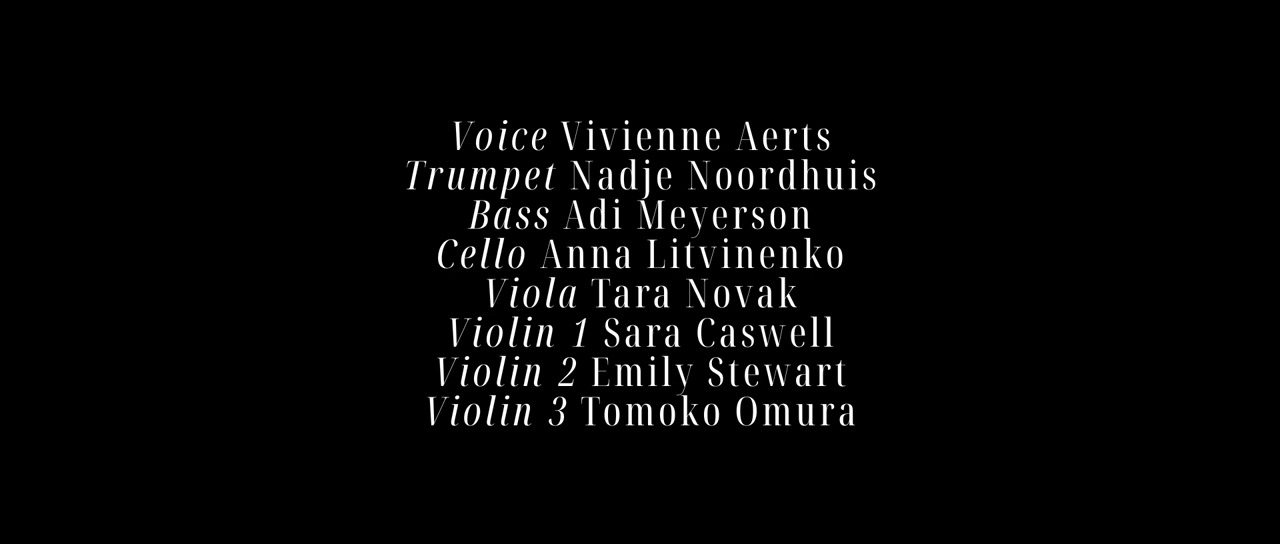 Voice Vivienne Aerts
Trumpet Nadje Noordhuis
Bass Adi Meyerson
Cello Anna Litvinenko
Viola Tara Novak
Violin 1 Sara Caswell
Violin 2 Emily Stewart
Violin 3 Tomoko Omura